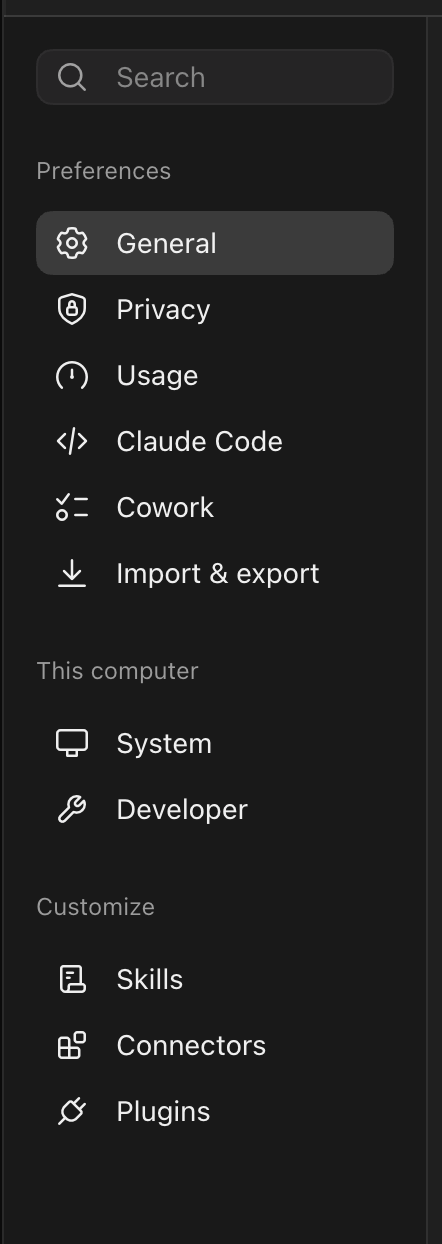 Search
Preferences
General
Privacy
Usage
Claude Code
Cowork
Import & export
This computer
System
Developer
Customize
Skills
Connectors
Plugins